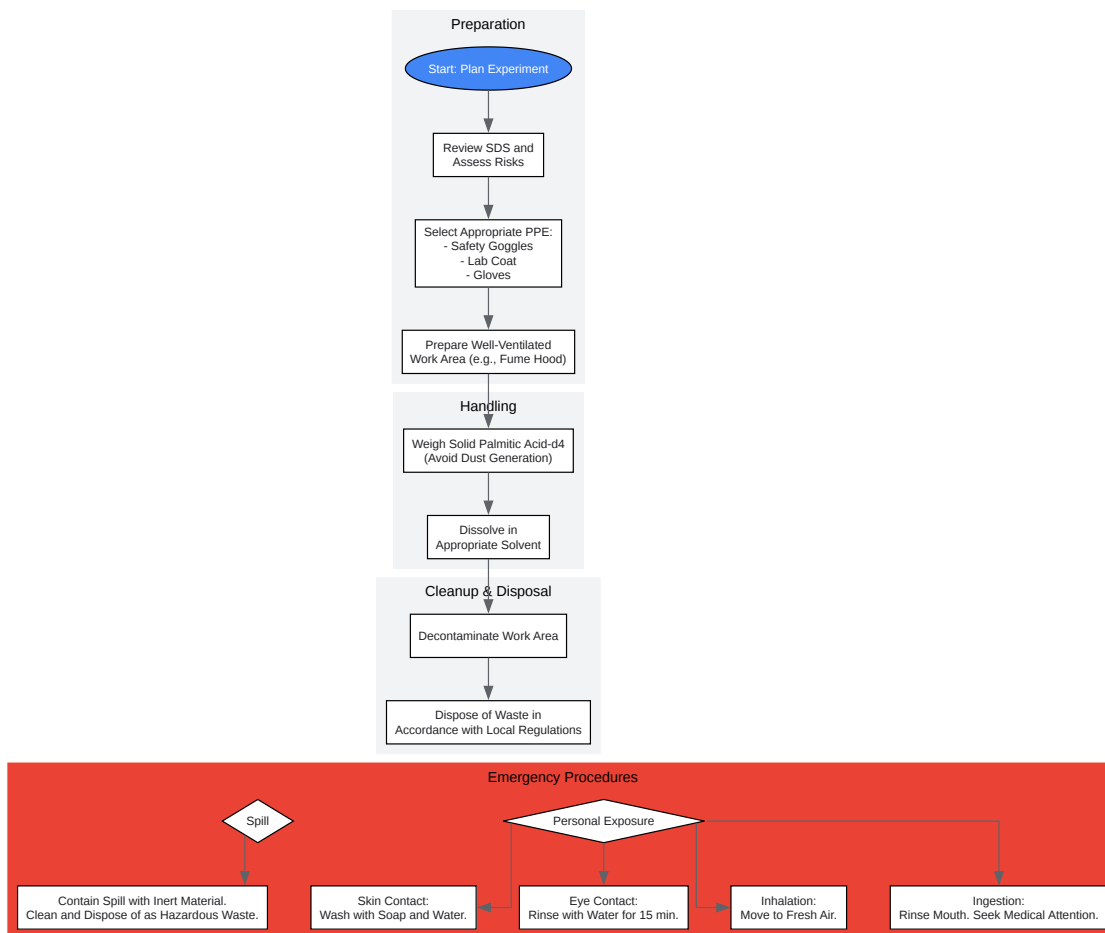 Preparation
Start: Plan Experiment
Review SDS and
Assess Risks
Select Appropriate PPE:
- Safety Goggles
- Lab Coat
- Gloves
Prepare Well-Ventilated
Work Area (e.g., Fume Hood)
Handling
Weigh Solid Palmitic Acid-d4
(Avoid Dust Generation)
Dissolve in
Appropriate Solvent
Cleanup & Disposal
Decontaminate Work Area
Dispose of Waste in
Accordance with Local Regulations
Emergency Procedures
Spill
Personal Exposure
Contain Spill with Inert Material.
Clean and Dispose of as Hazardous Waste.
Skin Contact:
Wash with Soap and Water.
Eye Contact:
Rinse with Water for 15 min.
Inhalation:
Move to Fresh Air.
Ingestion:
Rinse Mouth. Seek Medical Attention.